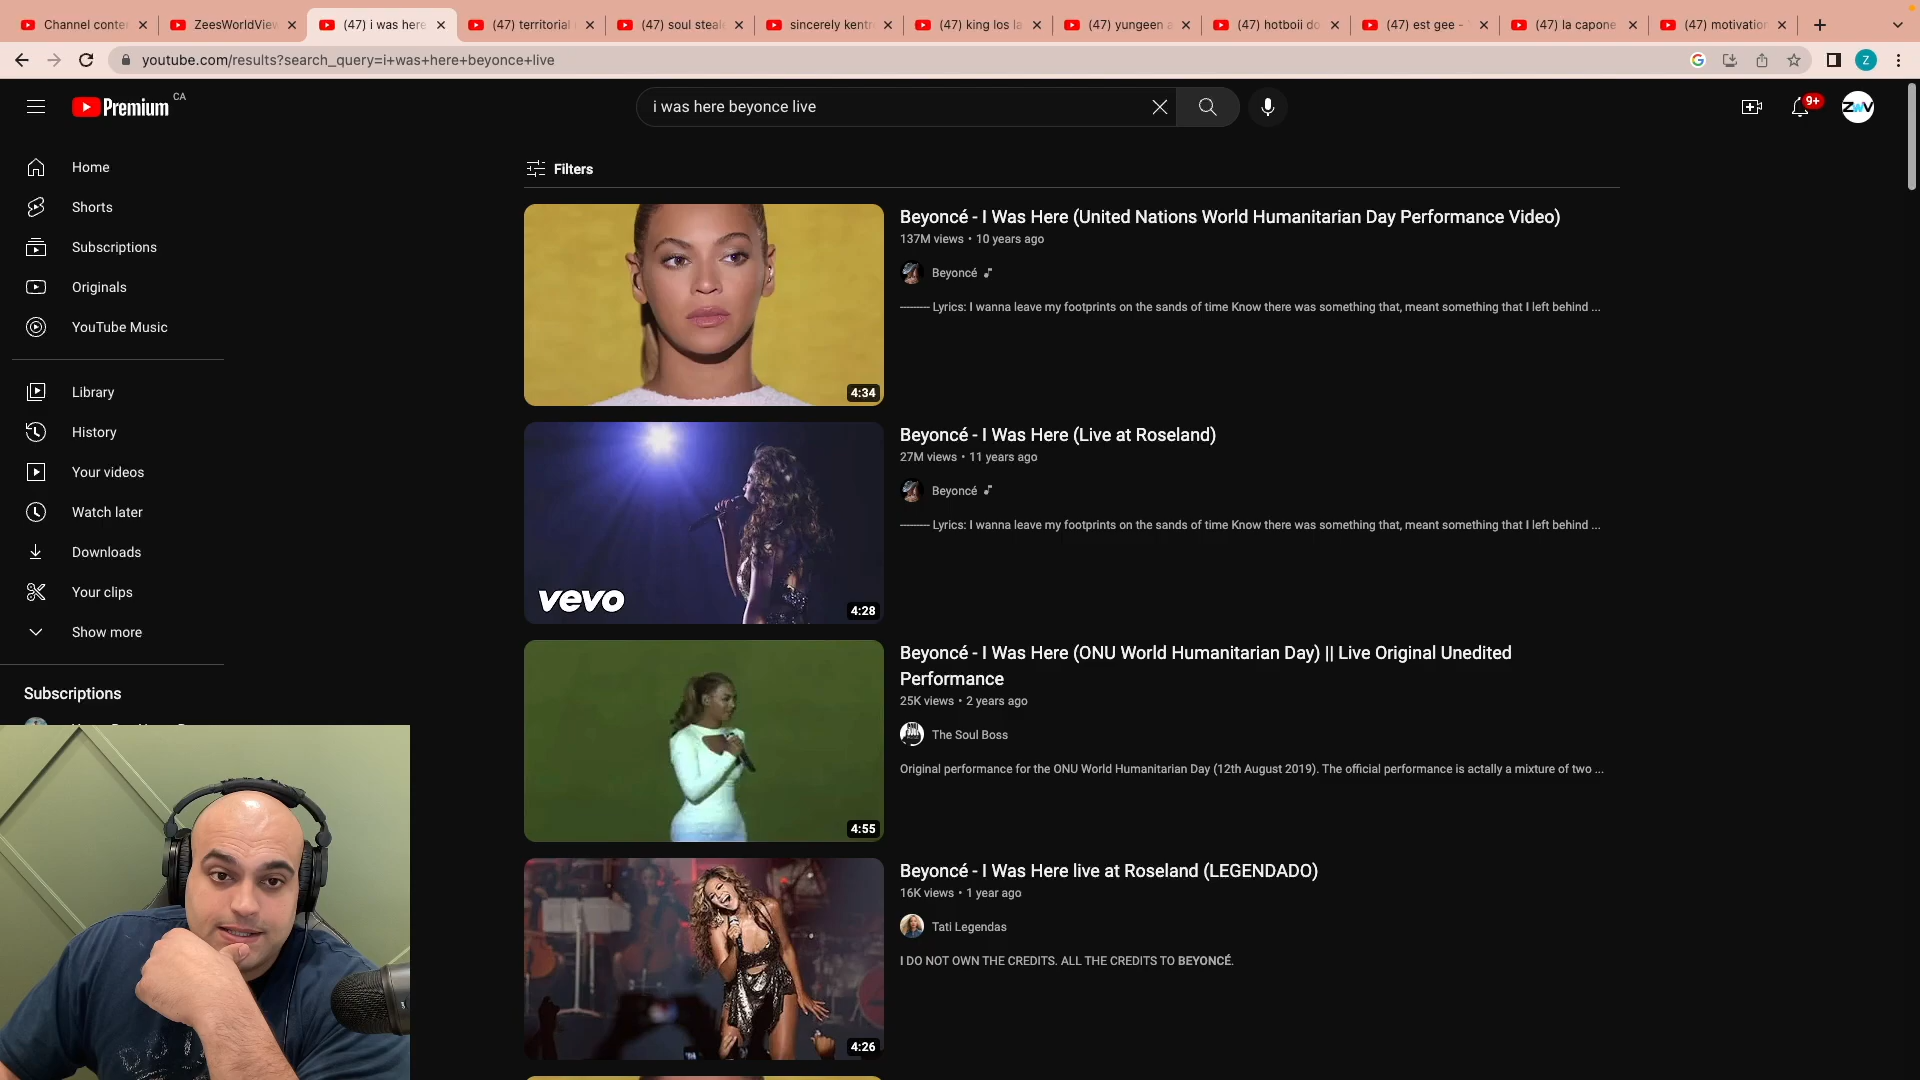 Channel conte
ZeesWorldView
(47) i was here
(47) territorial
(47) soul steale
sincerely kentr
(47) king los la
(47) yungeen a
(47) hotboii do
(47) est gee -
(47) la capone
(47) motivation
youtube.com/results?search_query=i+was+here+beyonce+live
Z
Premium CA
i was here beyonce live
9+
ZWV
Home
Shorts
Subscriptions
Originals
YouTube Music
Library
History
Your videos
Watch later
Downloads
Your clips
Show more
Subscriptions
Filters
Beyoncé - I Was Here (United Nations World Humanitarian Day Performance Video)
137M views • 10 years ago
Beyoncé
-------- Lyrics: I wanna leave my footprints on the sands of time Know there was something that, meant something that I left behind ...
4:34
Beyoncé - I Was Here (Live at Roseland)
27M views • 11 years ago
Beyoncé
-------- Lyrics: I wanna leave my footprints on the sands of time Know there was something that, meant something that I left behind ...
vevo
4:28
Beyoncé - I Was Here (ONU World Humanitarian Day) || Live Original Unedited
Performance
25K views • 2 years ago
The Soul Boss
Original performance for the ONU World Humanitarian Day (12th August 2019). The official performance is actally a mixture of two ...
4:55
Beyoncé - I Was Here live at Roseland (LEGENDADO)
16K views • 1 year ago
Tati Legendas
I DO NOT OWN THE CREDITS. ALL THE CREDITS TO BEYONCÉ.
4:26